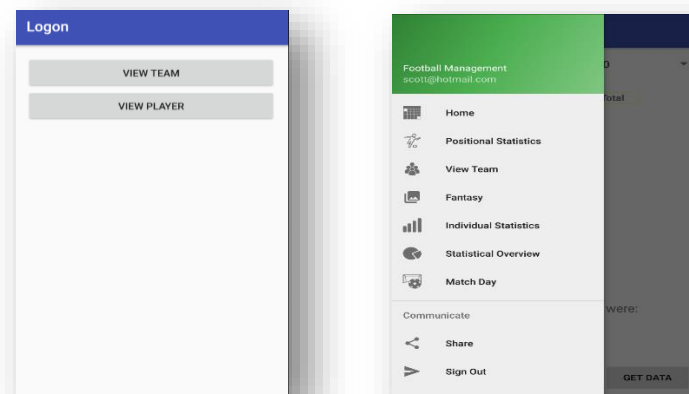 Logon
VIEW TEAM
VIEW PLAYER
Football Management
scott@hotmail.com
Home
Positional Statistics
View Team
Fantasy
Individual Statistics
Statistical Overview
Match Day
Communicate
Share
Sign Out
Total
were:
GET DATA